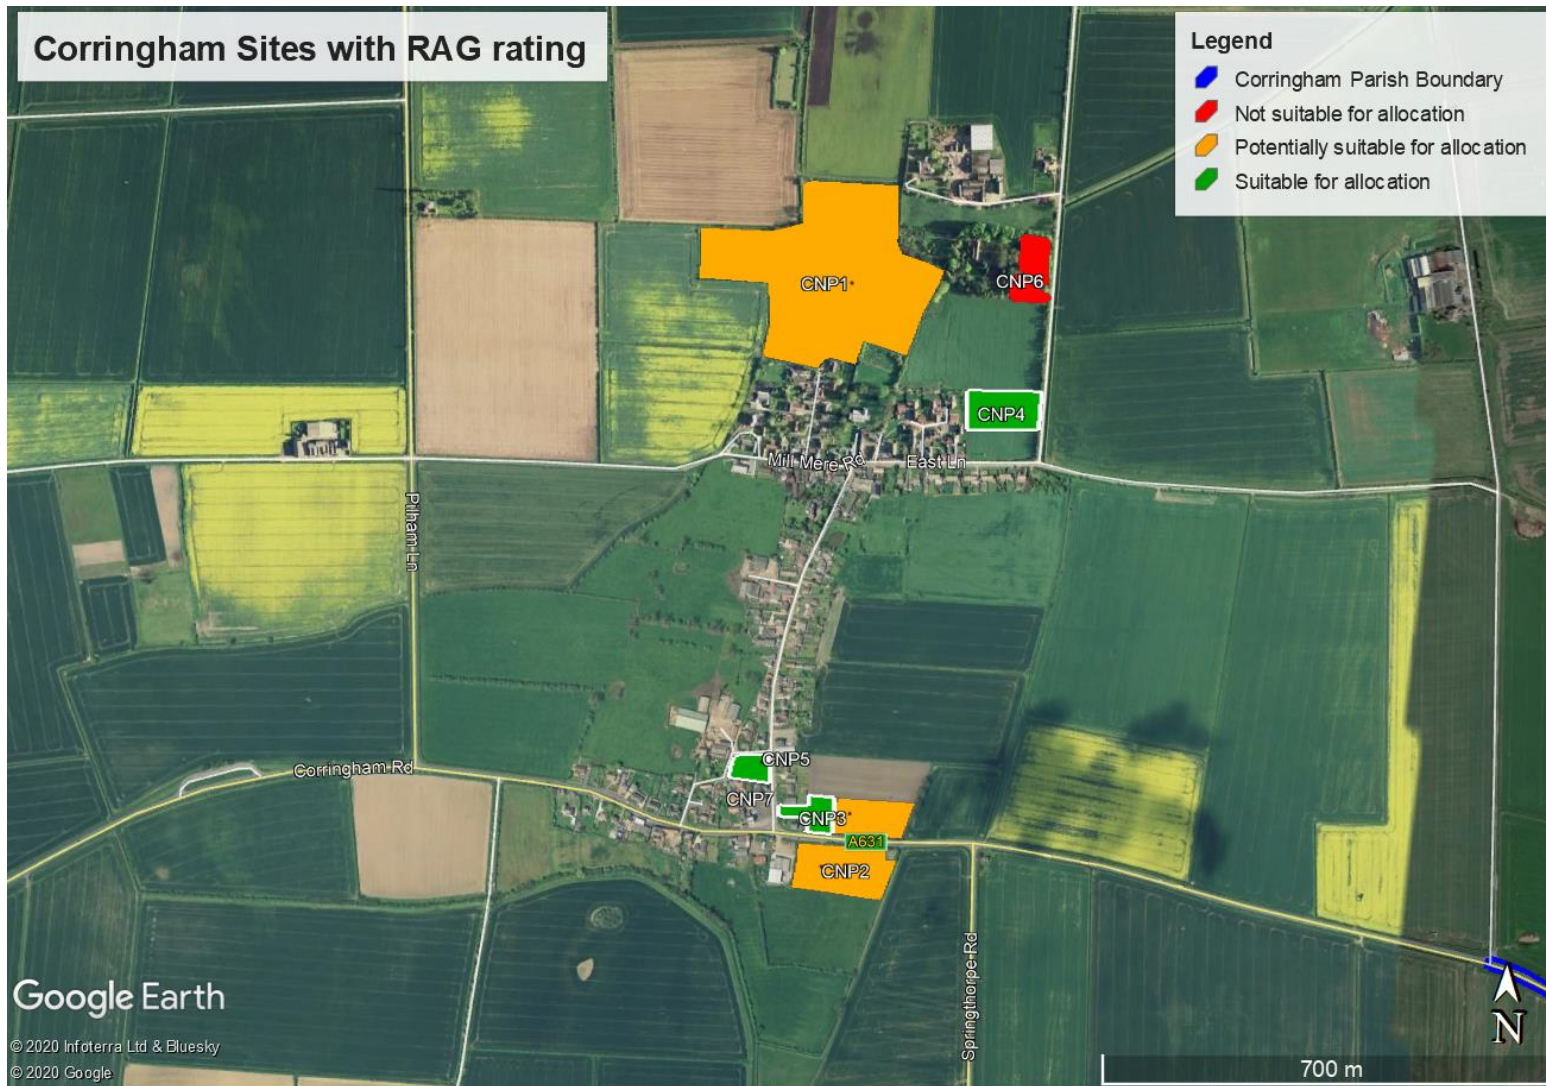 Corringham Sites with RAG rating
Legend
Corringham Parish Boundary
Not suitable for allocation
Potentially suitable for allocation
Suitable for allocation
CNP1
CNP6
CNP4
Mill Mere Rd
East Ln
Pilham Ln
CNP5
Corringham Rd
CNP7
CNP3
A631
CNP2
Springthorpe Rd
Google Earth
© 2020 Infoterra Ltd & Bluesky
© 2020 Google
N
700 m